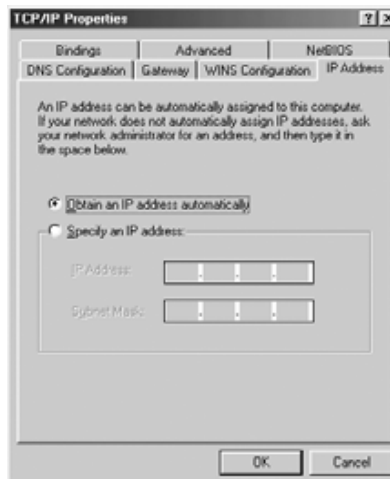 TCP/IP Properties
Bindings Advanced NetBIOS
DNS Configuration Gateway WINS Configuration IP Address
An IP address can be automatically assigned to this computer.
If your network does not automatically assign IP addresses, ask
your network administrator for an address, and then type it in
the space below.
Obtain an IP address automatically
Specify an IP address:
IP Address:
Subnet Mask:
OK Cancel